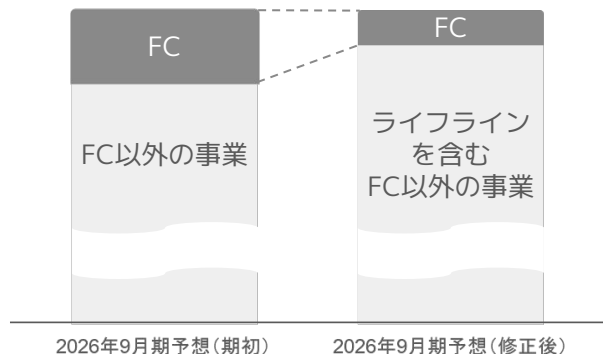 FC
FC
FC以外の事業
ライフライン
を含む
FC以外の事業
2026年9月期予想（期初）
2026年9月期予想（修正後）